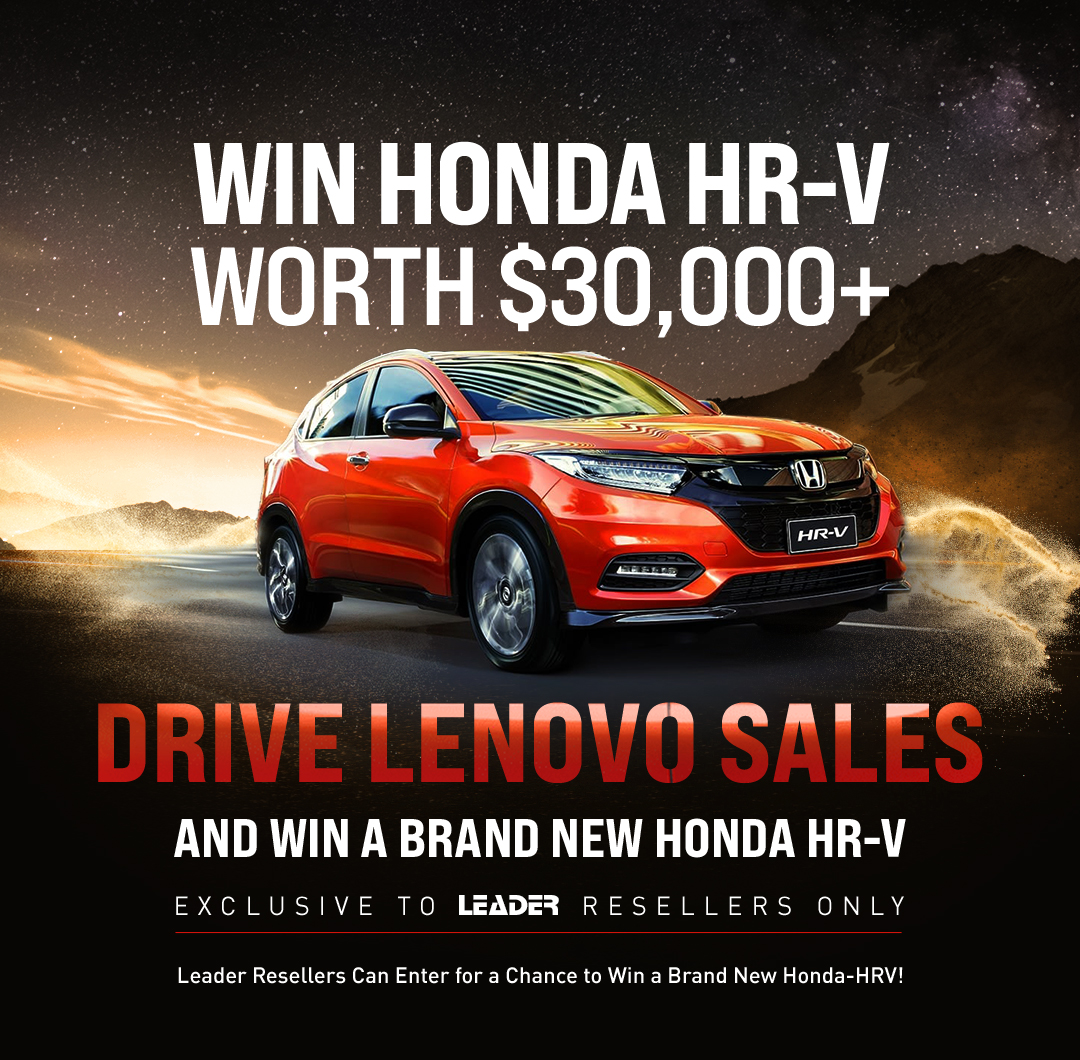 WIN HONDA HR-V
WORTH $30,000+
HR-V
DRIVE LENOVO SALES
AND WIN A BRAND NEW HONDA HR-V
EXCLUSIVE TO LEADER RESELLERS ONLY
Leader Resellers Can Enter for a Chance to Win a Brand New Honda-HRV!